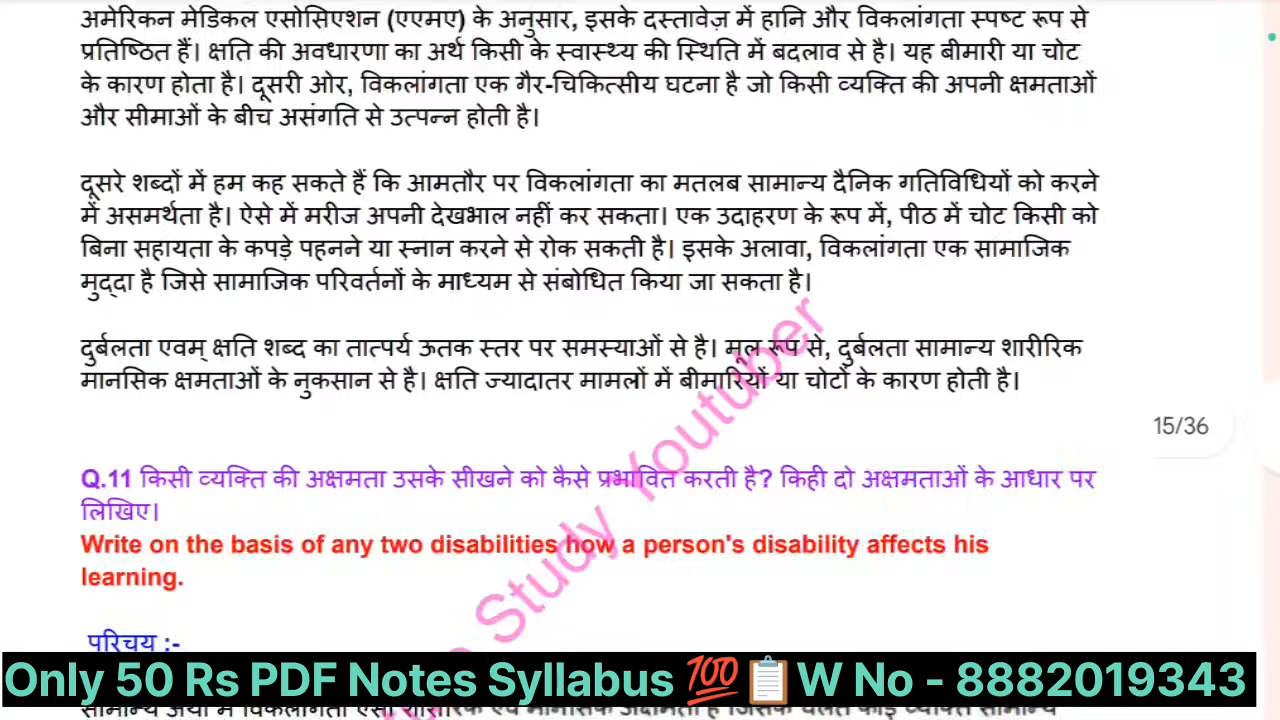 अमेरिकन मेडिकल एसोसिएशन (एएमए) के अनुसार, इसके दस्तावेज़ में हानि और विकलांगता स्पष्ट रूप से
प्रतिष्ठित हैं। क्षति की अवधारणा का अर्थ किसी के स्वास्थ्य की स्थिति में बदलाव से है। यह बीमारी या चोट
के कारण होता है। दूसरी ओर, विकलांगता एक गैर-चिकित्सीय घटना है जो किसी व्यक्ति की अपनी क्षमताओं
और सीमाओं के बीच असंगति से उत्पन्न होती है।
दूसरे शब्दों में हम कह सकते हैं कि आमतौर पर विकलांगता का मतलब सामान्य दैनिक गतिविधियों को करने
में असमर्थता है। ऐसे में मरीज अपनी देखभाल नहीं कर सकता। एक उदाहरण के रूप में, पीठ में चोट किसी को
बिना सहायता के कपड़े पहनने या स्नान करने से रोक सकती है। इसके अलावा, विकलांगता एक सामाजिक
मुद्दा है जिसे सामाजिक परिवर्तनों के माध्यम से संबोधित किया जा सकता है।
दुर्बलता एवम् क्षति शब्द का तात्पर्य ऊतक स्तर पर समस्याओं से है। मूल रूप से, दुर्बलता सामान्य शारीरिक
मानसिक क्षमताओं के नुकसान से है। क्षति ज्यादातर मामलों में बीमारियों या चोटों के कारण होती है।
15/36
Q.11 किसी व्यक्ति की अक्षमता उसके सीखने को कैसे प्रभावित करती है? किही दो अक्षमताओं के आधार पर
लिखिए।
Write on the basis of any two disabilities how a person's disability affects his
learning.
Study Youtuber
परिचय :-
Only 50 Rs PDF Notes Syllabus 💯📋 W No - 8882019343